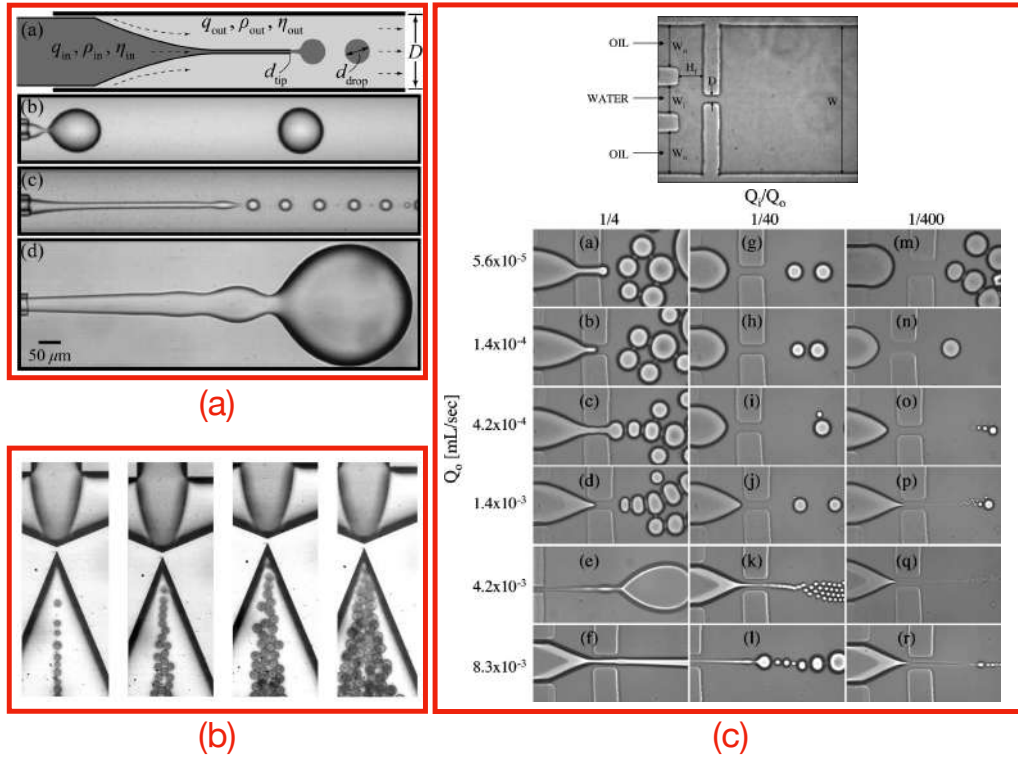 (a)
q_out, ρ_out, η_out
q_in, ρ_in, η_in
D
d_tip
d_drop
(b)
(c)
(d)
50 μm
(a)
(b)
OIL
W_o
H_f
D
WATER
W_i
W
OIL
W_o
Q_i/Q_o
1/4 1/40 1/400
Q_o [mL/sec]
5.6x10^-5 (a) (g) (m)
1.4x10^-4 (b) (h) (n)
4.2x10^-4 (c) (i) (o)
1.4x10^-3 (d) (j) (p)
4.2x10^-3 (e) (k) (q)
8.3x10^-3 (f) (l) (r)
(c)